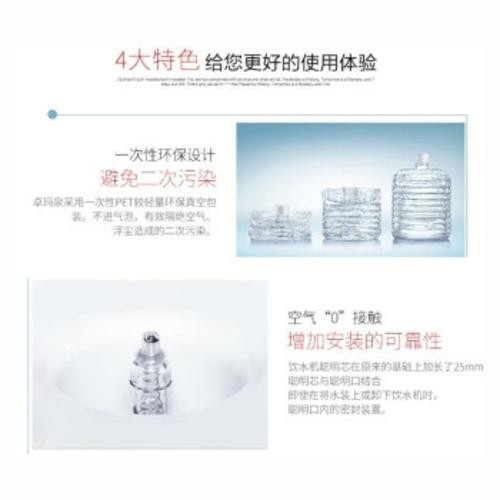 4大特色 给您更好的使用体验
一次性环保设计
避免二次污染
卓玛泉采用一次性PET较轻量环保真空包
装。不进气泡，有效隔绝空气、
浮尘造成的二次污染。
空气“0”接触
增加安装的可靠性
饮水机聪明芯在原来的基础上加长了25mm
聪明芯与聪明口结合
即使在将水装上或卸下饮水机时，
聪明口内的密封装置。